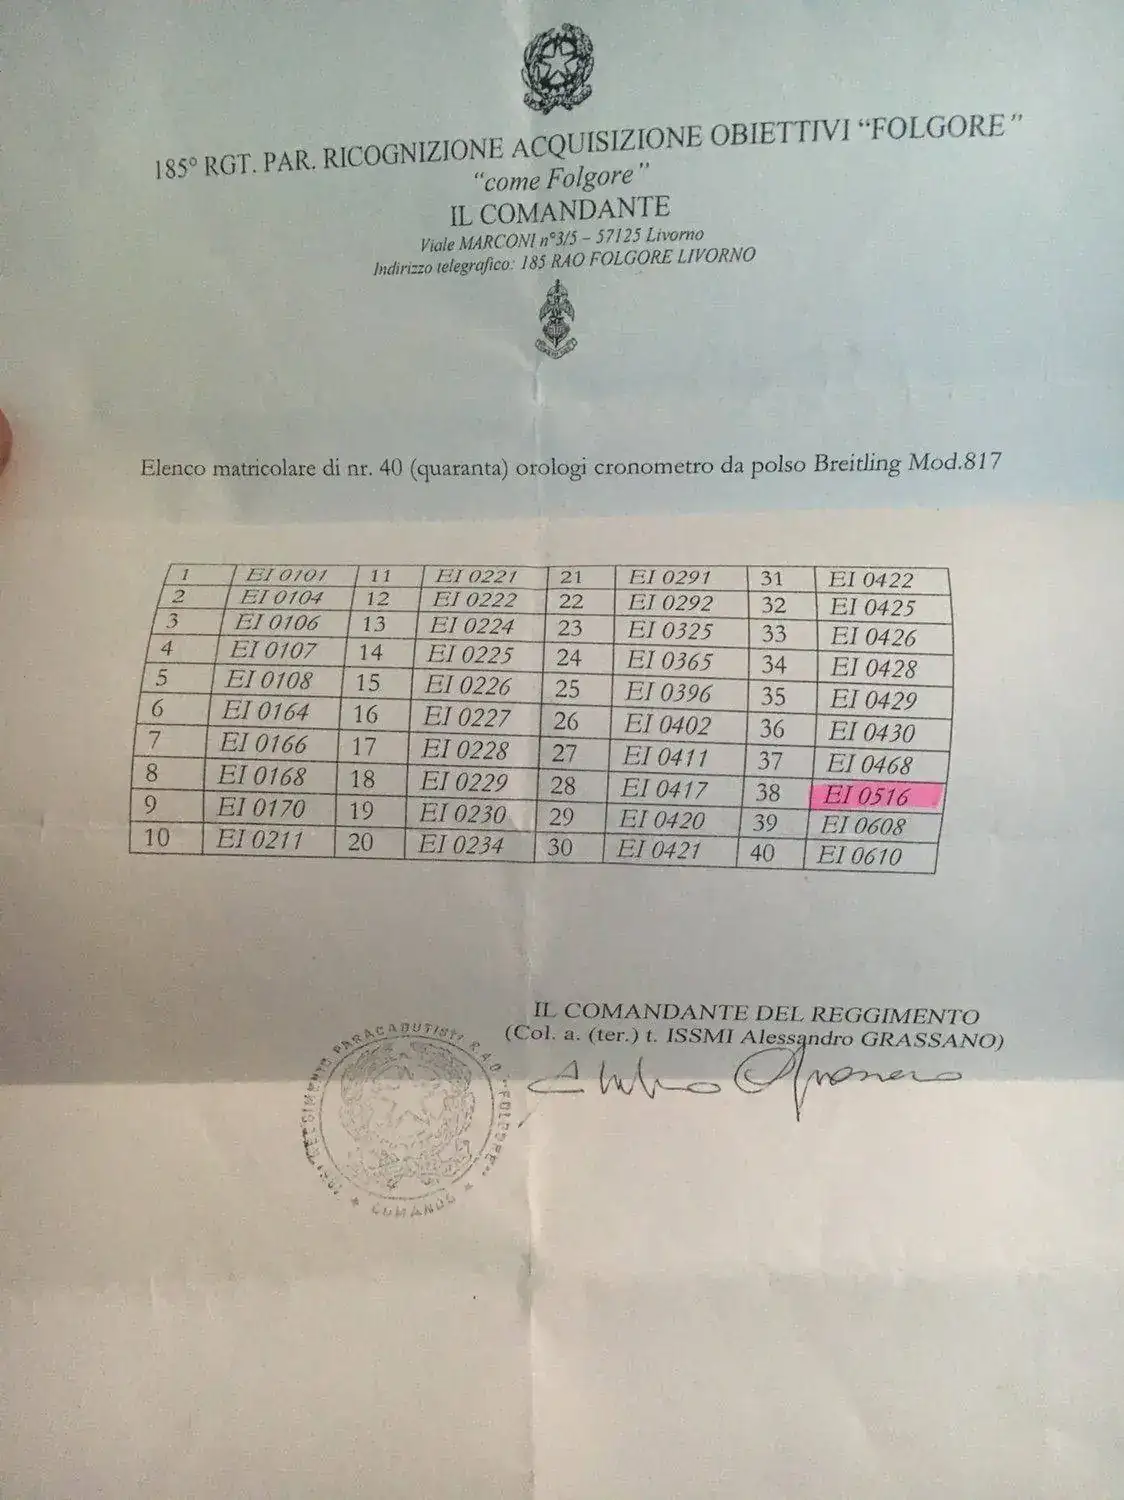 185° RGT. PAR. RICOGNIZIONE ACQUISIZIONE OBIETTIVI “FOLGORE”
“come Folgore”
IL COMANDANTE
Viale MARCONI n°3/5 – 57125 Livorno
Indirizzo telegrafico: 185 RAO FOLGORE LIVORNO
Elenco matricolare di nr. 40 (quaranta) orologi cronometro da polso Breitling Mod.817
1 EI 0101 11 EI 0221 21 EI 0291 31 EI 0422
2 EI 0104 12 EI 0222 22 EI 0292 32 EI 0425
3 EI 0106 13 EI 0224 23 EI 0325 33 EI 0426
4 EI 0107 14 EI 0225 24 EI 0365 34 EI 0428
5 EI 0108 15 EI 0226 25 EI 0396 35 EI 0429
6 EI 0164 16 EI 0227 26 EI 0402 36 EI 0430
7 EI 0166 17 EI 0228 27 EI 0411 37 EI 0468
8 EI 0168 18 EI 0229 28 EI 0417 38 EI 0516
9 EI 0170 19 EI 0230 29 EI 0420 39 EI 0608
10 EI 0211 20 EI 0234 30 EI 0421 40 EI 0610
IL COMANDANTE DEL REGGIMENTO
(Col. a. (ter.) t. ISSMI Alessandro GRASSANO)
REGGIMENTO PARACADUTISTI R.A.O. "FOLGORE"
* COMANDO *